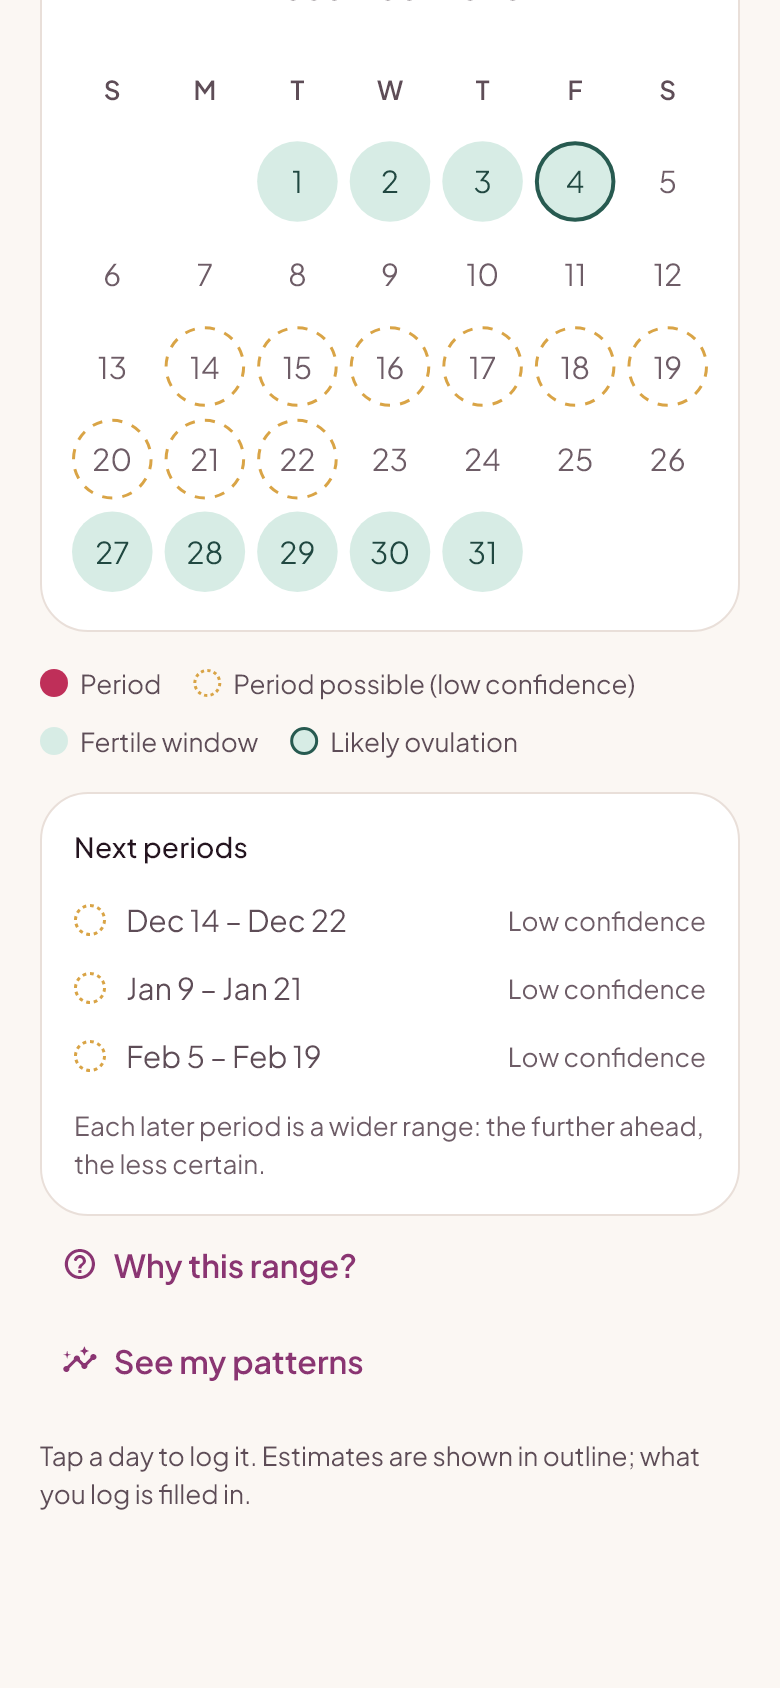 S M T W T F S
1 2 3 4 5
6 7 8 9 10 11 12
13 14 15 16 17 18 19
20 21 22 23 24 25 26
27 28 29 30 31
Period Period possible (low confidence)
Fertile window Likely ovulation
Next periods
Dec 14 – Dec 22 Low confidence
Jan 9 – Jan 21 Low confidence
Feb 5 – Feb 19 Low confidence
Each later period is a wider range: the further ahead,
the less certain.
Why this range?
See my patterns
Tap a day to log it. Estimates are shown in outline; what
you log is filled in.